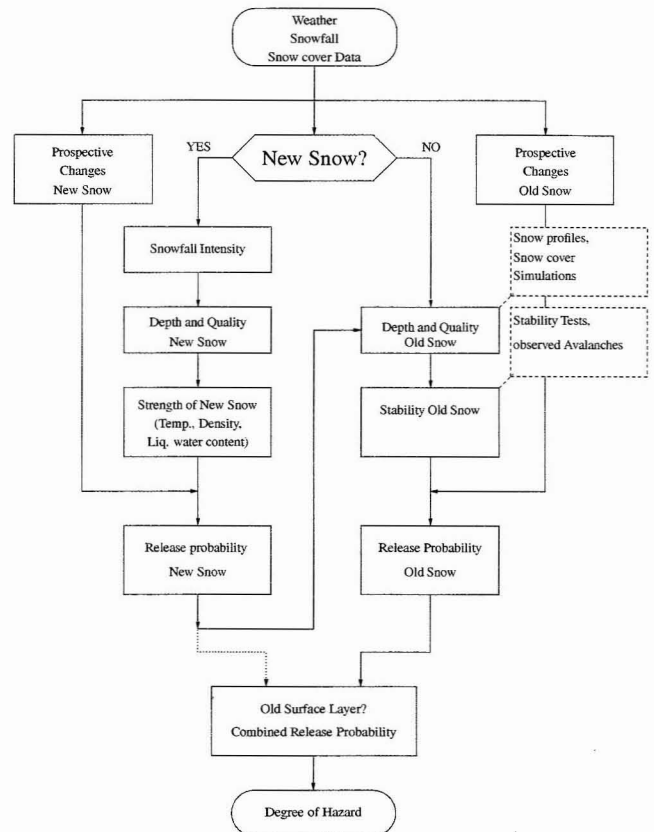 Weather
Snowfall
Snow cover Data
Prospective
Changes
New Snow
YES
New Snow?
NO
Prospective
Changes
Old Snow
Snowfall Intensity
Snow profiles,
Snow cover
Simulations
Depth and Quality
New Snow
Depth and Quality
Old Snow
Stability Tests,
observed Avalanches
Strength of New Snow
(Temp., Density,
Liq. water content)
Stability Old Snow
Release probability
New Snow
Release Probability
Old Snow
Old Surface Layer?
Combined Release Probability
Degree of Hazard